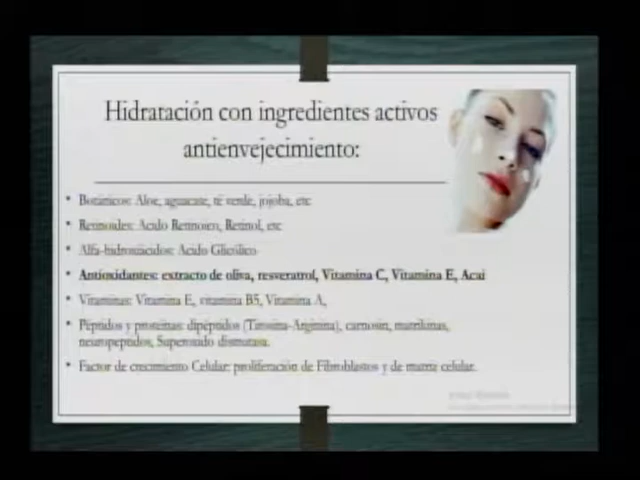 Hidratación con ingredientes activos
antienvejecimiento:
• Botánicos: Aloe, aguacate, té verde, jojoba, etc
• Retinoides: Acido Retinoico, Retinol, etc
• Alfa-hidroxiácidos: Acido Glicólico
• Antioxidantes: extracto de oliva, resveratrol, Vitamina C, Vitamina E, Acai
• Vitaminas: Vitamina E, vitamina B5, Vitamina A,
• Péptidos y proteinas: dipéptidos (Tirosina-Arginina), carnosin, matrikinas,
neuropeptidos, Superoxido dismutasa.
• Factor de crecimiento Celular: proliferación de Fibroblastos y de matriz celular.